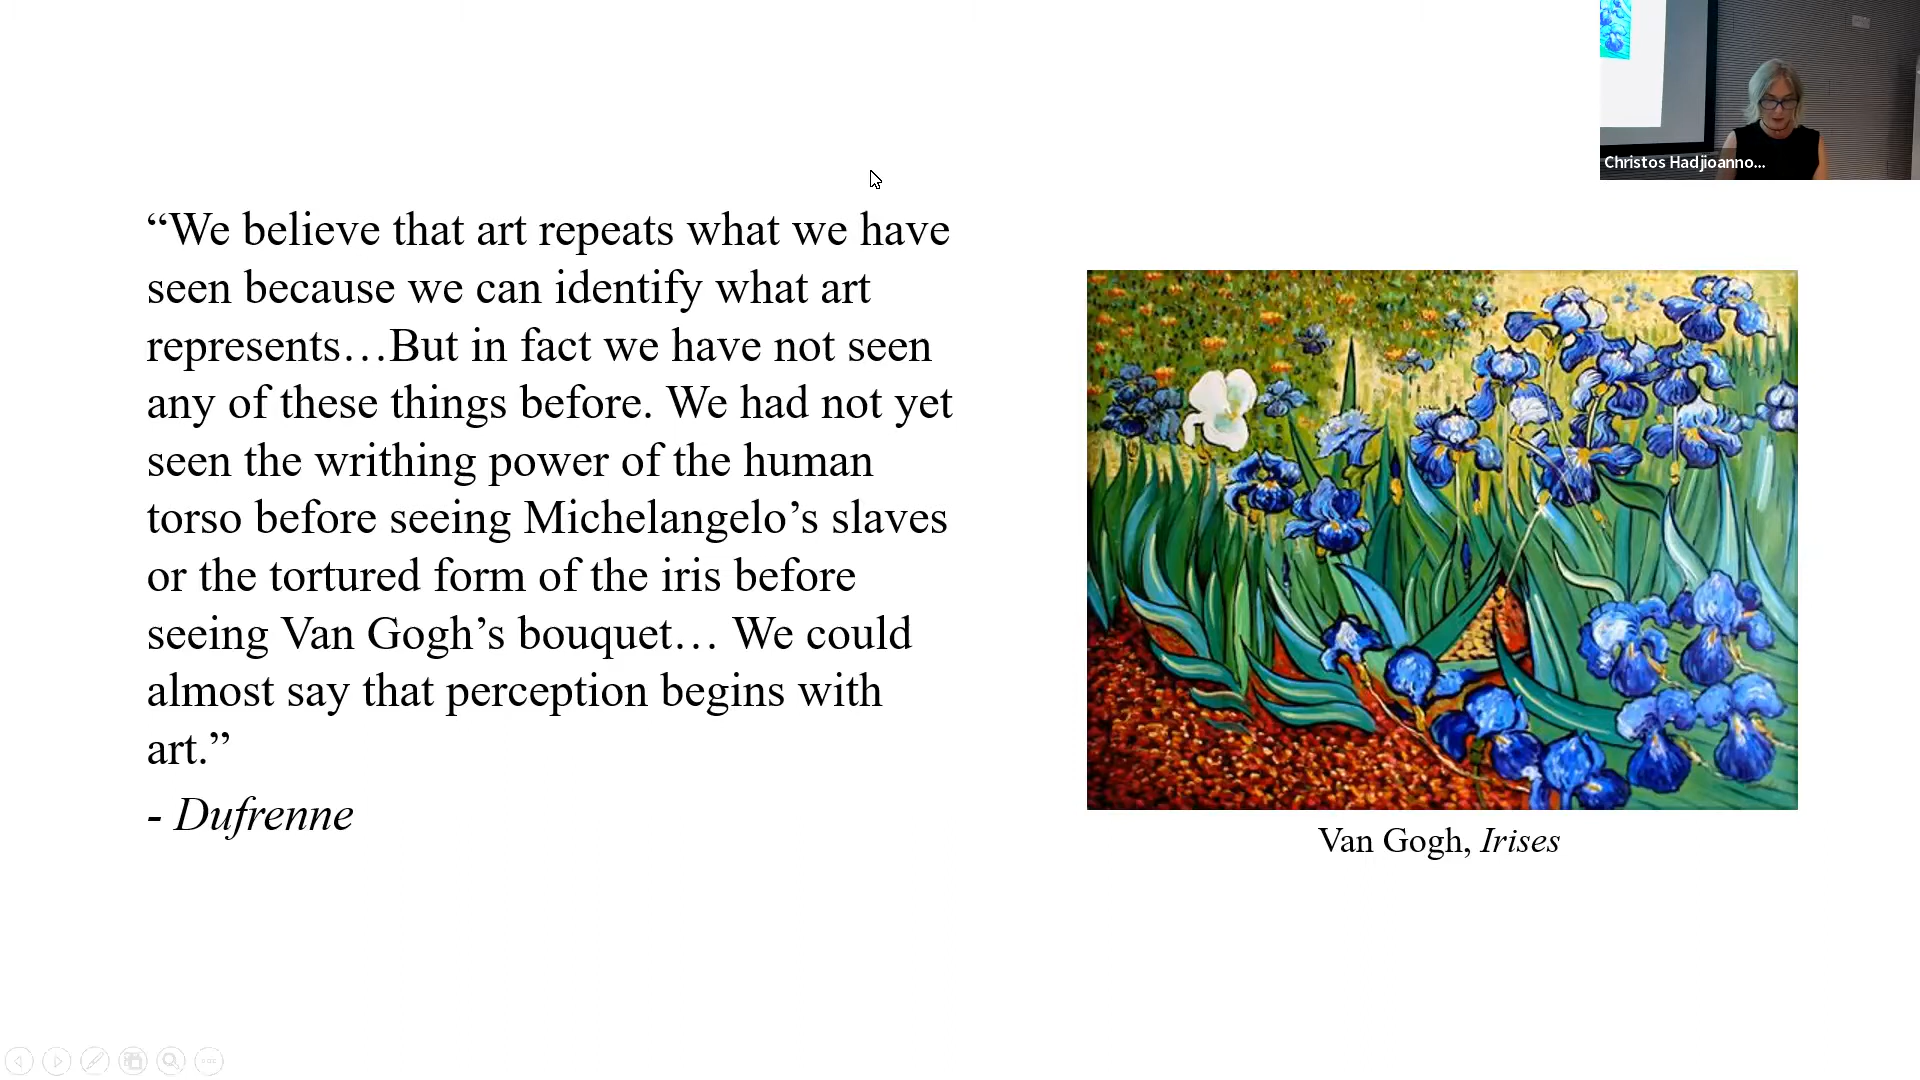 Christos Hadjioanno...
“We believe that art repeats what we have
seen because we can identify what art
represents…But in fact we have not seen
any of these things before. We had not yet
seen the writhing power of the human
torso before seeing Michelangelo’s slaves
or the tortured form of the iris before
seeing Van Gogh’s bouquet… We could
almost say that perception begins with
art.”
- Dufrenne
Van Gogh, Irises